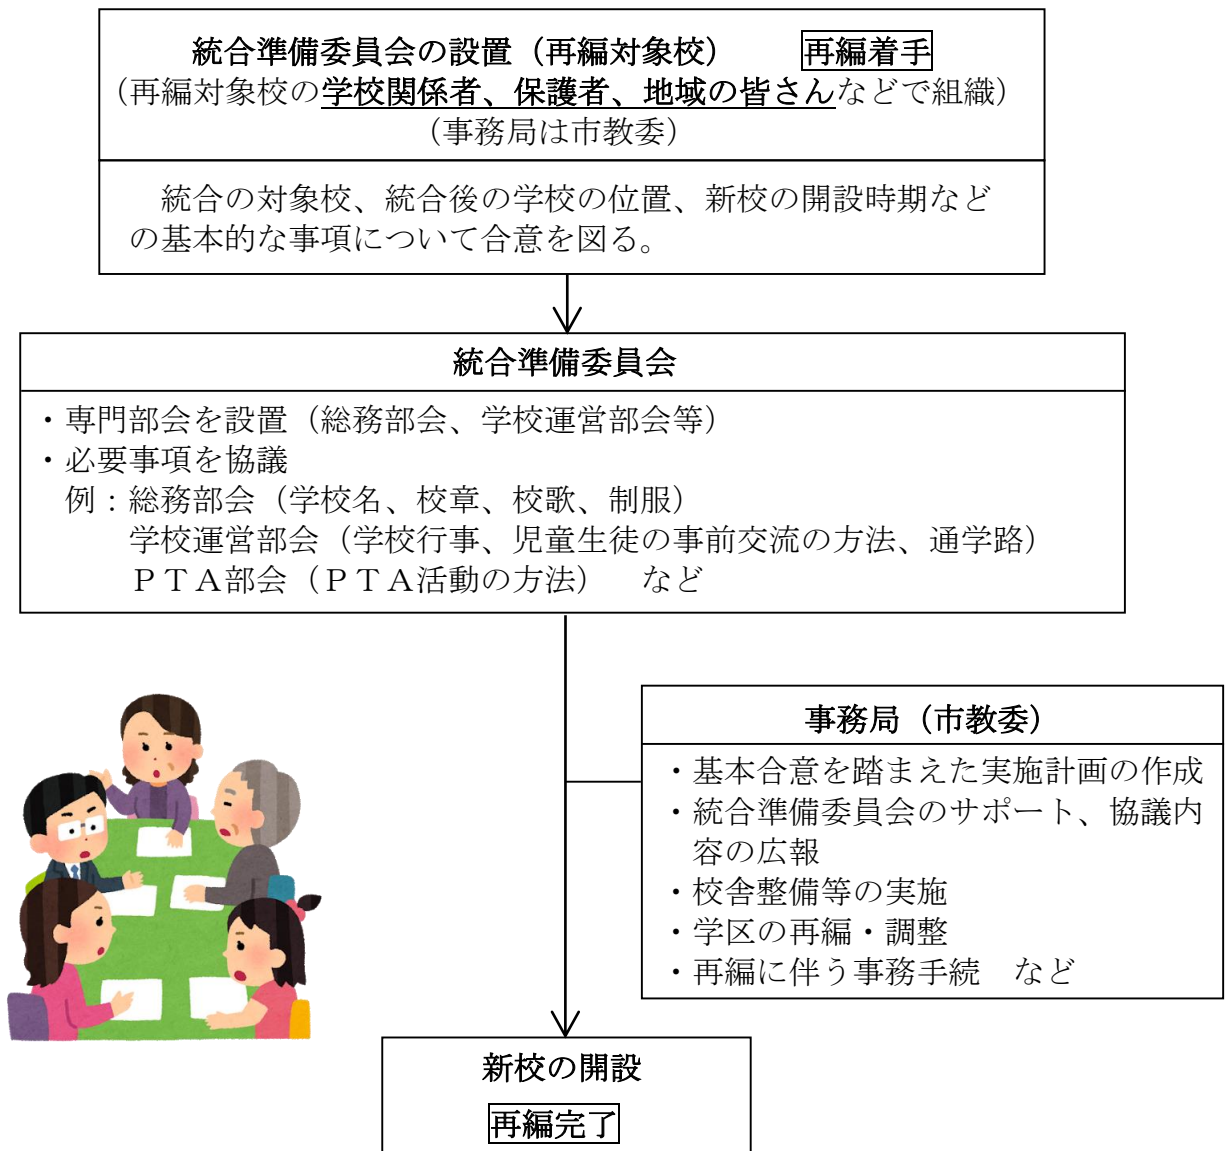 統合準備委員会の設置（再編対象校）　　再編着手
（再編対象校の学校関係者、保護者、地域の皆さんなどで組織）
（事務局は市教委）
統合の対象校、統合後の学校の位置、新校の開設時期など
の基本的な事項について合意を図る。
統合準備委員会
・専門部会を設置（総務部会、学校運営部会等）
・必要事項を協議
例：総務部会（学校名、校章、校歌、制服）
学校運営部会（学校行事、児童生徒の事前交流の方法、通学路）
ＰＴＡ部会（ＰＴＡ活動の方法）　など
事務局（市教委）
・基本合意を踏まえた実施計画の作成
・統合準備委員会のサポート、協議内
容の広報
・校舎整備等の実施
・学区の再編・調整
・再編に伴う事務手続　など
新校の開設
再編完了